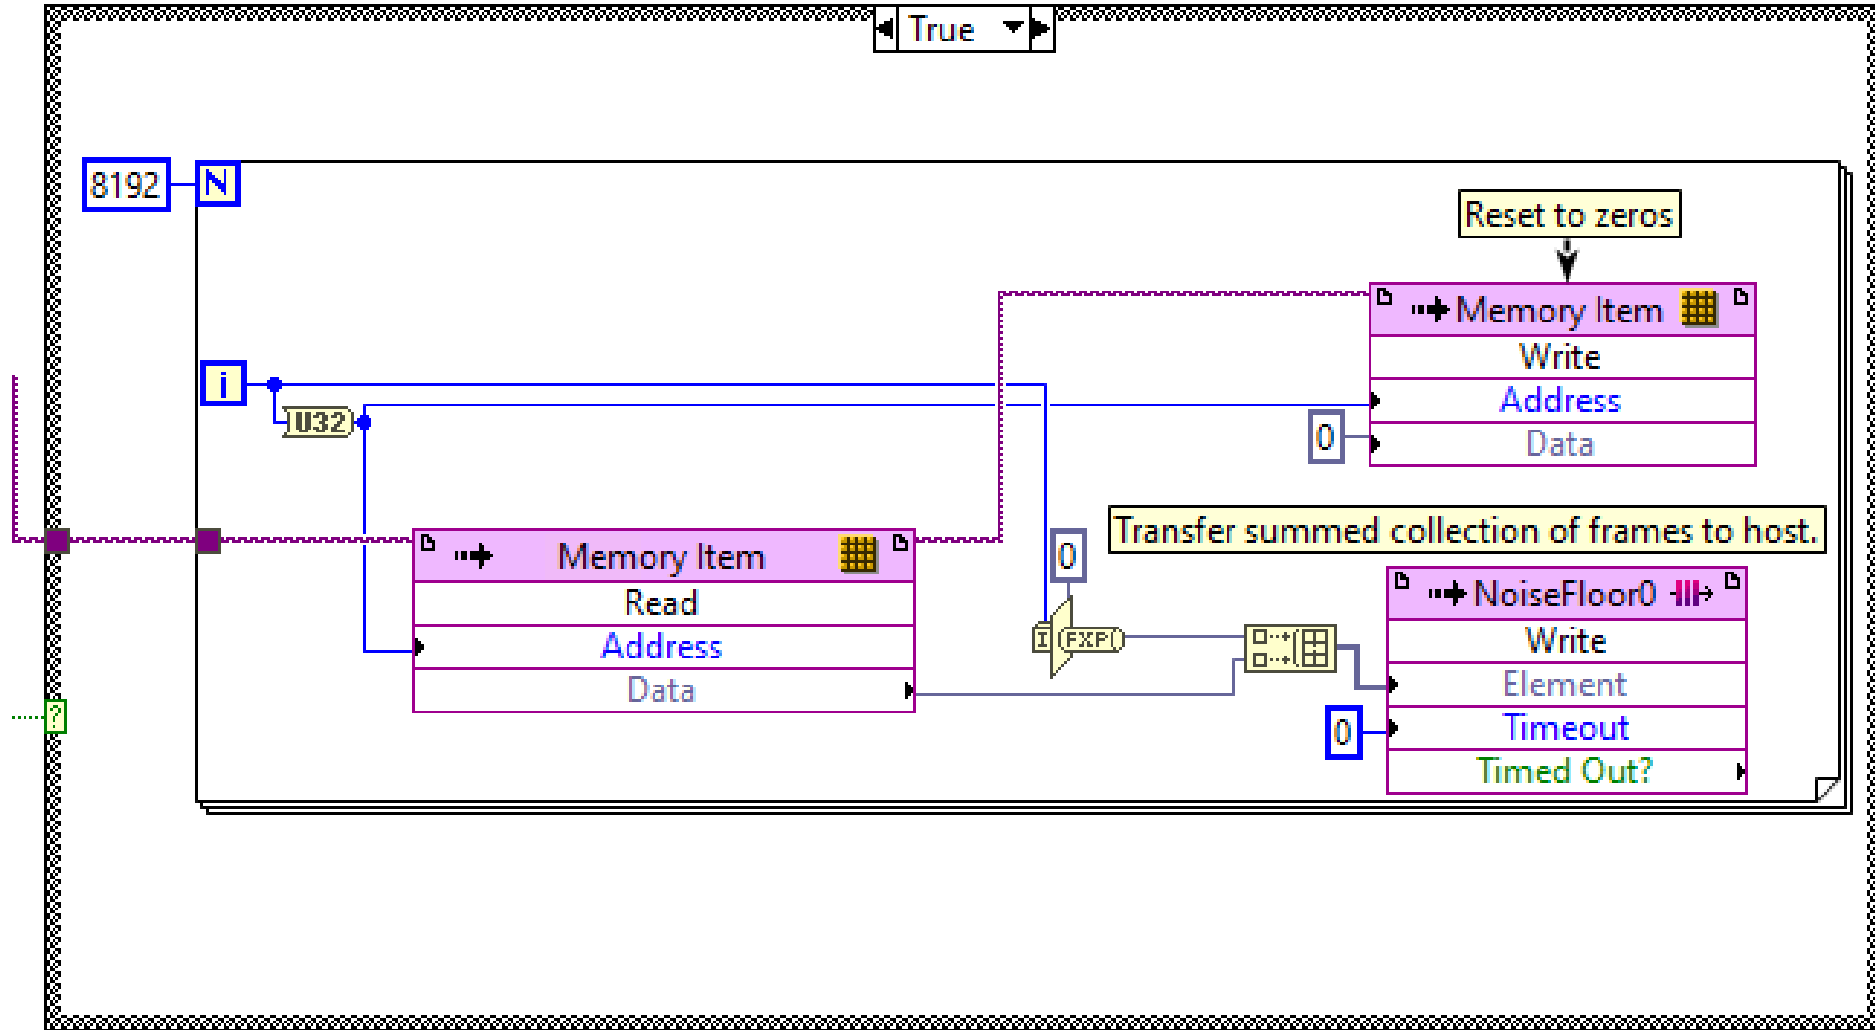 True
8192
N
Reset to zeros
Memory Item
Write
i
U32
Address
0
Data
Transfer summed collection of frames to host.
Memory Item
0
Read
NoiseFloor0
Address
I
FXP
Write
Data
Element
?
0
Timeout
Timed Out?